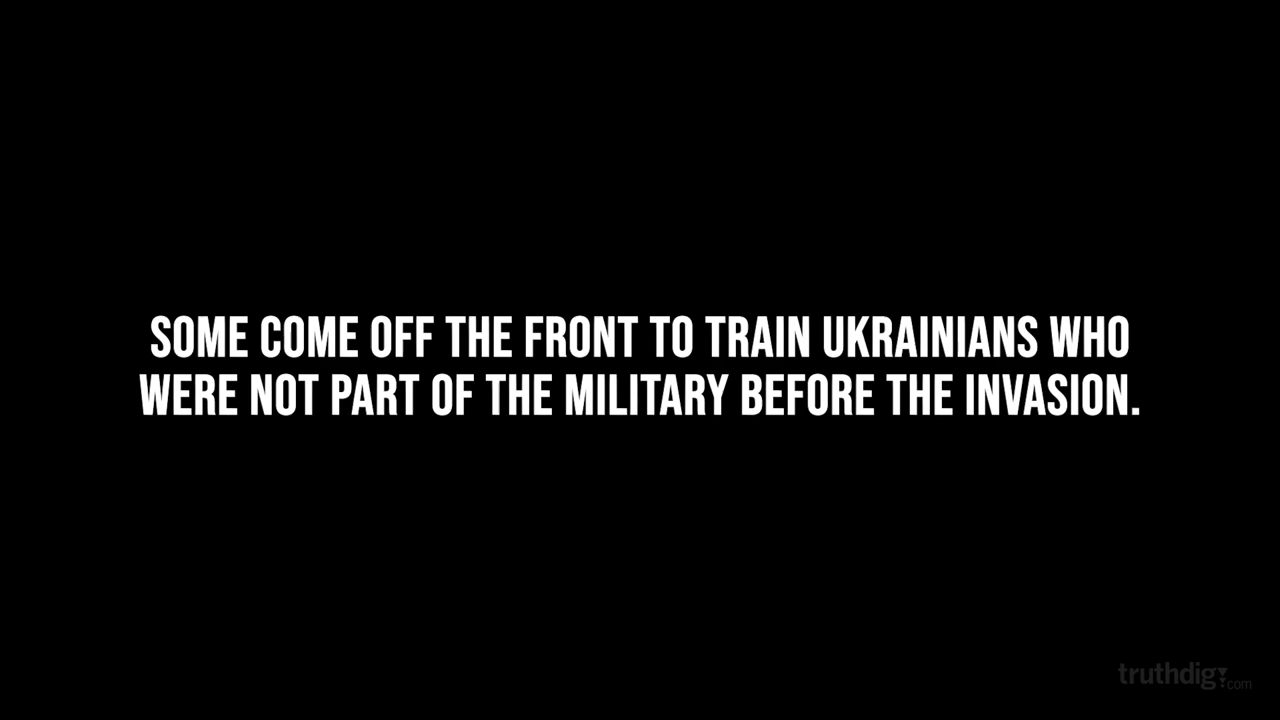 SOME COME OFF THE FRONT TO TRAIN UKRAINIANS WHO
WERE NOT PART OF THE MILITARY BEFORE THE INVASION.
truthdig.com